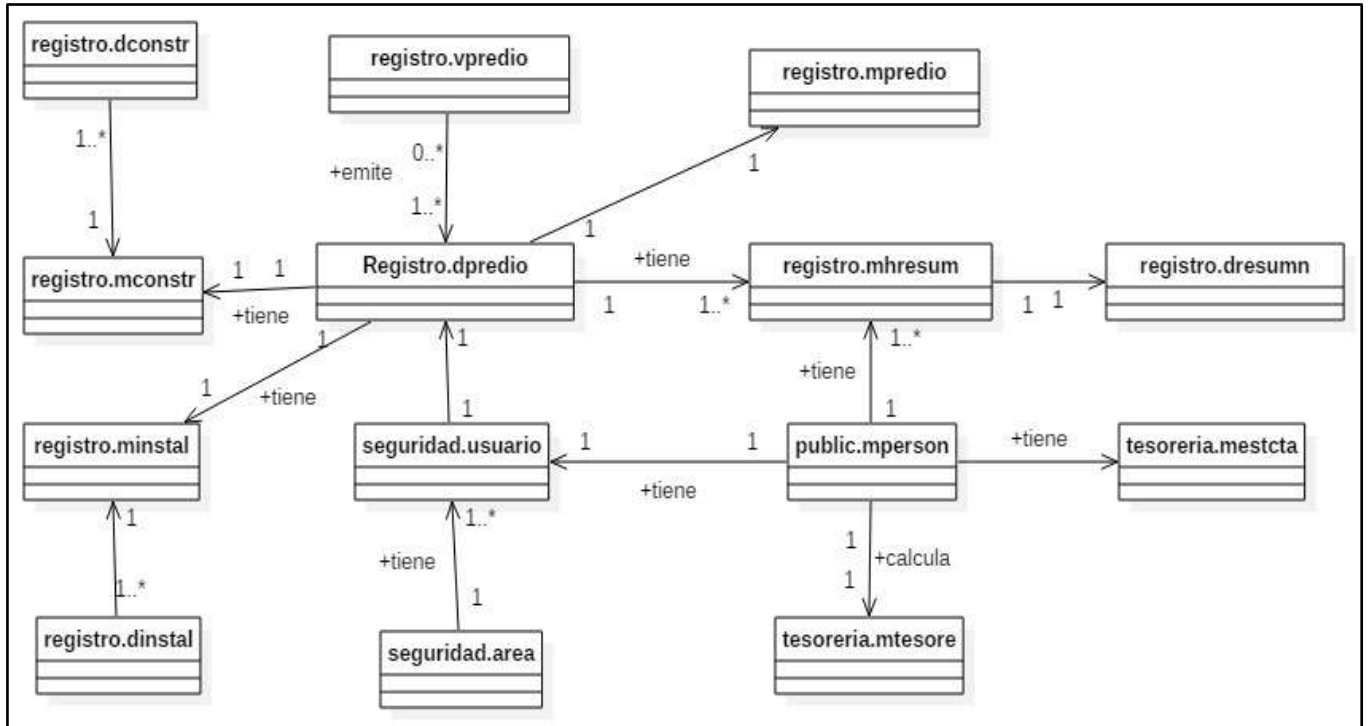 registro.dconstr
registro.vpredio
registro.mpredio
1..*
0..*
1
+emite
1
1..*
1
registro.mconstr
1
1
Registro.dpredio
+tiene
registro.mhresum
registro.dresumn
+tiene
1
1..*
1
1
1
1
1..*
1
+tiene
+tiene
1
1
registro.minstal
seguridad.usuario
1
1
public.mperson
+tiene
tesoreria.mestcta
+tiene
1
1..*
1
+calcula
+tiene
1
1..*
1
registro.dinstal
seguridad.area
tesoreria.mtesore